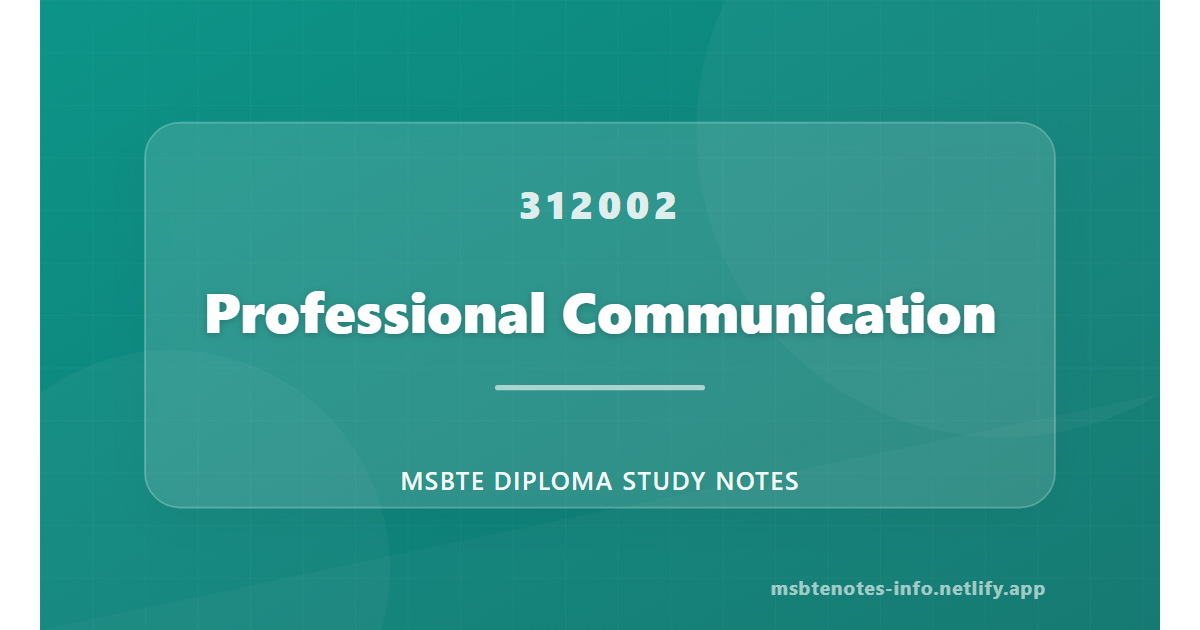 312002
Professional Communication
MSBTE DIPLOMA STUDY NOTES
msbtenotes-info.netlify.app